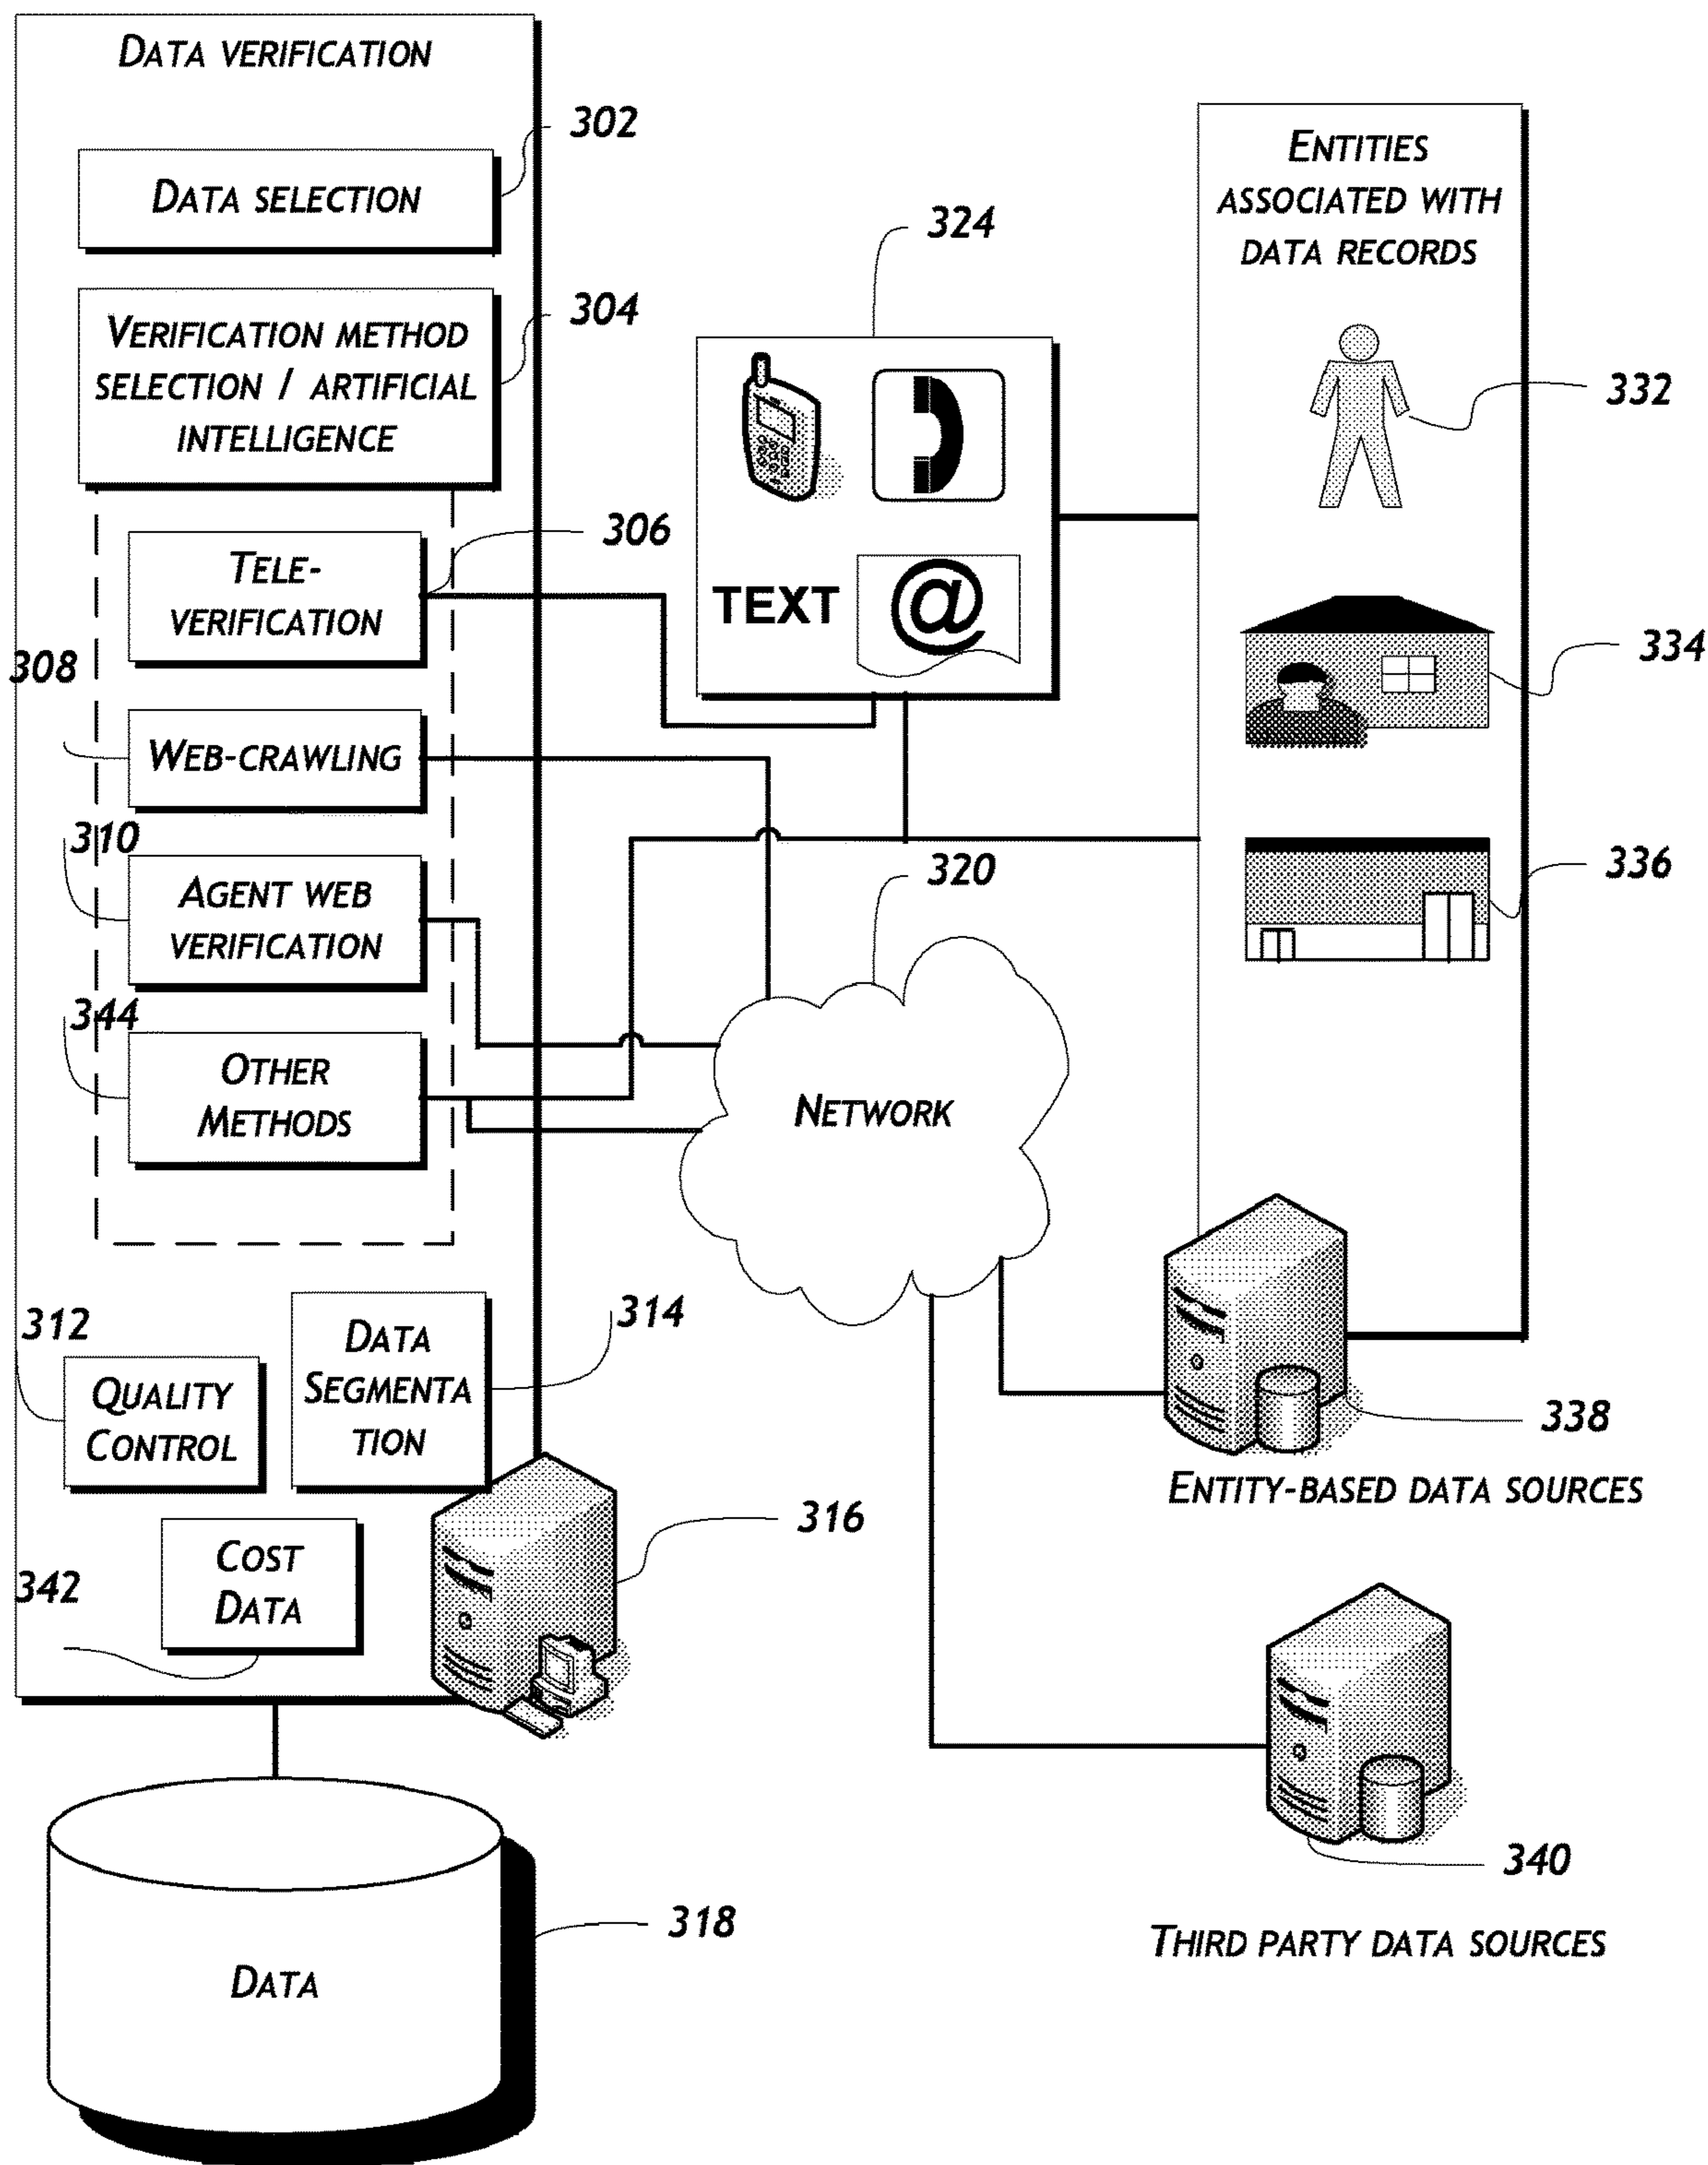 DATA VERIFICATION
302
DATA SELECTION
304
VERIFICATION METHOD
SELECTION / ARTIFICIAL
INTELLIGENCE
306
TELE-
VERIFICATION
308
WEB-CRAWLING
310
AGENT WEB
VERIFICATION
344
OTHER
METHODS
312
QUALITY
CONTROL
314
DATA
SEGMENTA
TION
316
342
COST
DATA
318
DATA
324
TEXT
@
320
NETWORK
ENTITIES
ASSOCIATED WITH
DATA RECORDS
332
334
336
338
ENTITY-BASED DATA SOURCES
340
THIRD PARTY DATA SOURCES